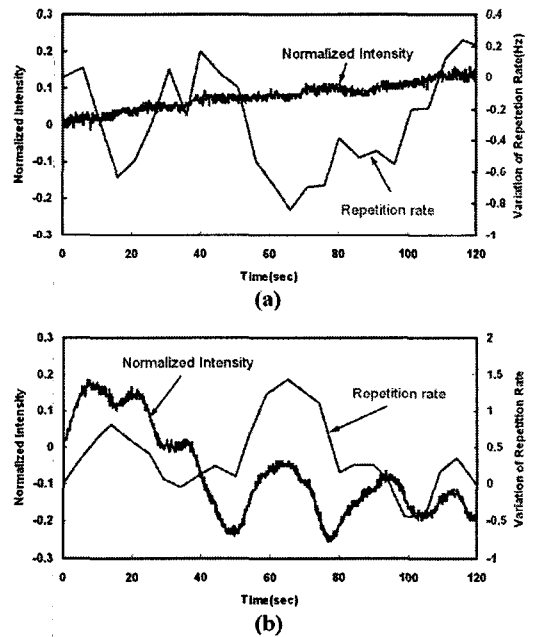 0.3
0.2
0.1
0
-0.1
-0.2
-0.3
Normalized Intensity
0.4
0.2
0
-0.2
-0.4
-0.6
-0.8
-1
Variation of Repetetion Rate(Hz)
Normalized Intensity
Repetition rate
0 20 40 60 80 100 120
Time(sec)
(a)
0.3
0.2
0.1
0
-0.1
-0.2
-0.3
Normalized Intensity
2
1.5
1
0.5
0
-0.5
-1
Variation of Repetition Rate
Normalized Intensity
Repetition rate
0 20 40 60 80 100 120
Time(sec)
(b)